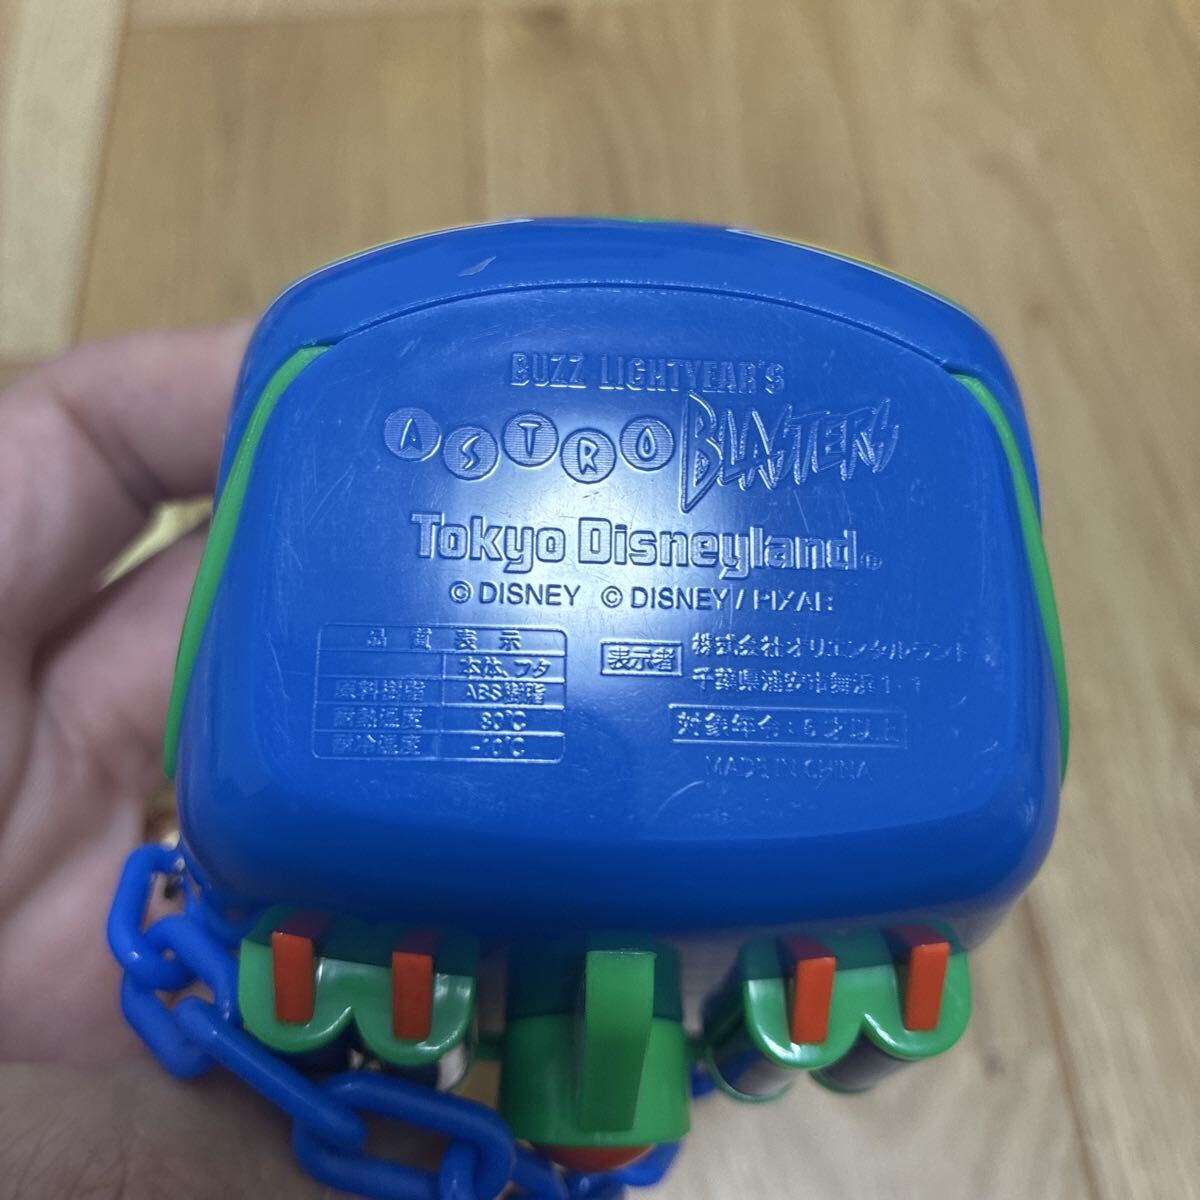 BUZZ LIGHTYEAR'S
ASTRO BLASTERS
Tokyo Disneyland®
© DISNEY © DISNEY / PIXAR
品質表示
本体、フタ
原料樹脂 ABS樹脂
耐熱温度 80℃
耐冷温度 -10℃
表示者 株式会社オリエンタルランド
千葉県浦安市舞浜1-1
対象年令:6才以上
MADE IN CHINA